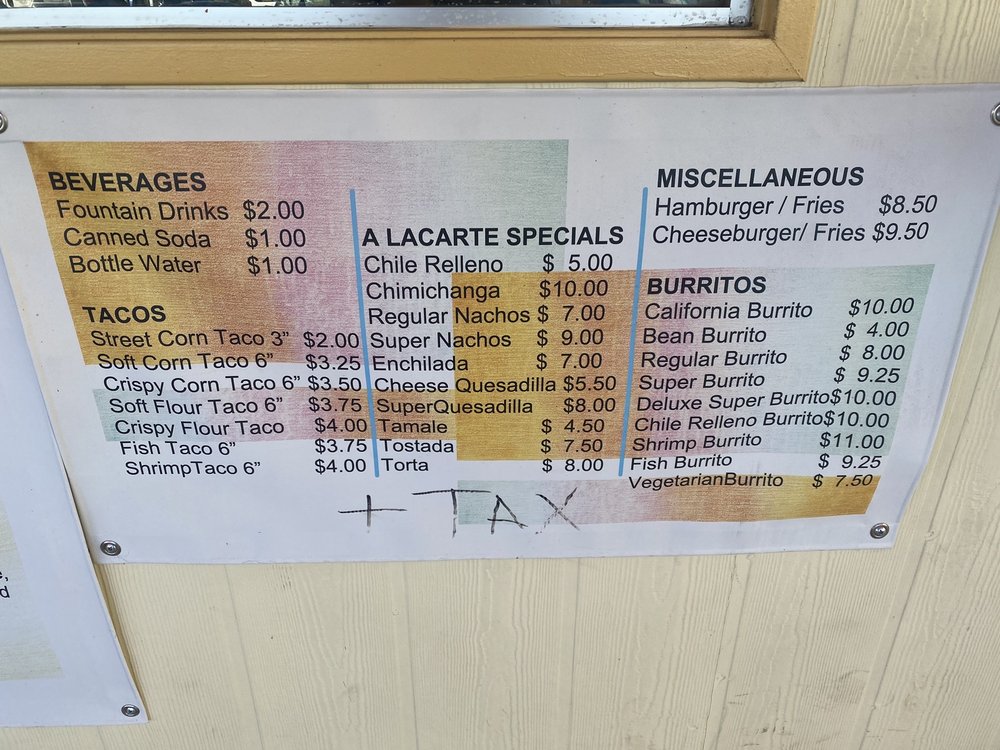 BEVERAGES
Fountain Drinks $2.00
Canned Soda $1.00
Bottle Water $1.00
TACOS
Street Corn Taco 3” $2.00
Soft Corn Taco 6” $3.25
Crispy Corn Taco 6” $3.50
Soft Flour Taco 6” $3.75
Crispy Flour Taco $4.00
Fish Taco 6” $3.75
ShrimpTaco 6” $4.00
A LACARTE SPECIALS
Chile Relleno $ 5.00
Chimichanga $10.00
Regular Nachos $ 7.00
Super Nachos $ 9.00
Enchilada $ 7.00
Cheese Quesadilla $5.50
SuperQuesadilla $8.00
Tamale $ 4.50
Tostada $ 7.50
Torta $ 8.00
MISCELLANEOUS
Hamburger / Fries $8.50
Cheeseburger/ Fries $9.50
BURRITOS
California Burrito $10.00
Bean Burrito $ 4.00
Regular Burrito $ 8.00
Super Burrito $ 9.25
Deluxe Super Burrito $10.00
Chile Relleno Burrito $10.00
Shrimp Burrito $11.00
Fish Burrito $ 9.25
VegetarianBurrito $ 7.50
+ TAX